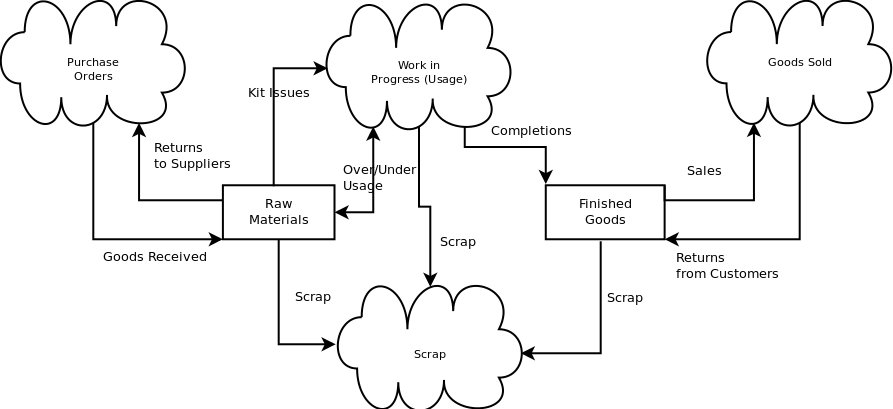 Purchase
Orders
Work in
Progress (Usage)
Goods Sold
Kit Issues
Completions
Returns
to Suppliers
Over/Under
Usage
Sales
Raw
Materials
Finished
Goods
Goods Received
Scrap
Returns
from Customers
Scrap
Scrap
Scrap